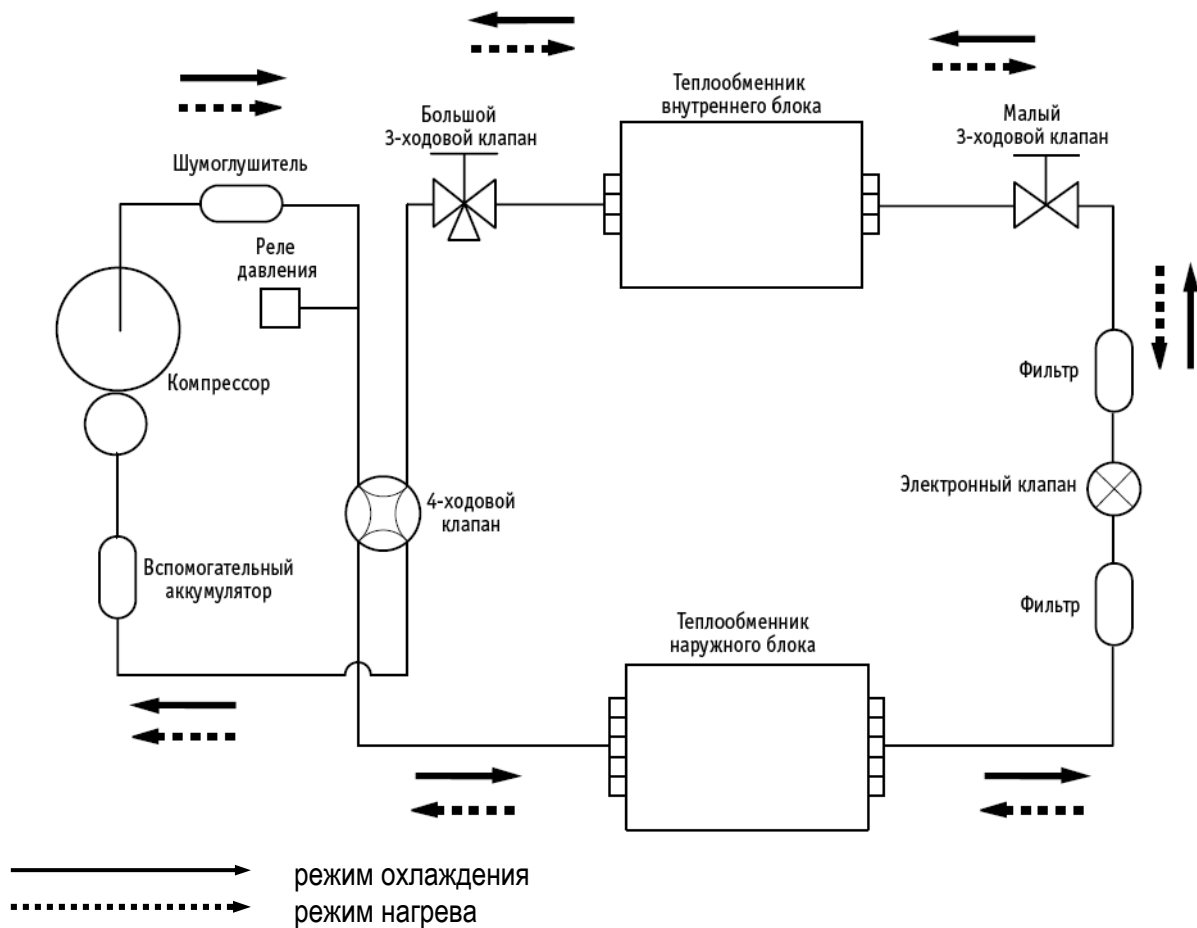 Теплообменник
внутреннего блока
Большой
3-ходовой клапан
Малый
3-ходовой клапан
Шумоглушитель
Реле
давления
Компрессор
Фильтр
Электронный клапан
4-ходовой
клапан
Вспомогательный
аккумулятор
Фильтр
Теплообменник
наружного блока
режим охлаждения
режим нагрева